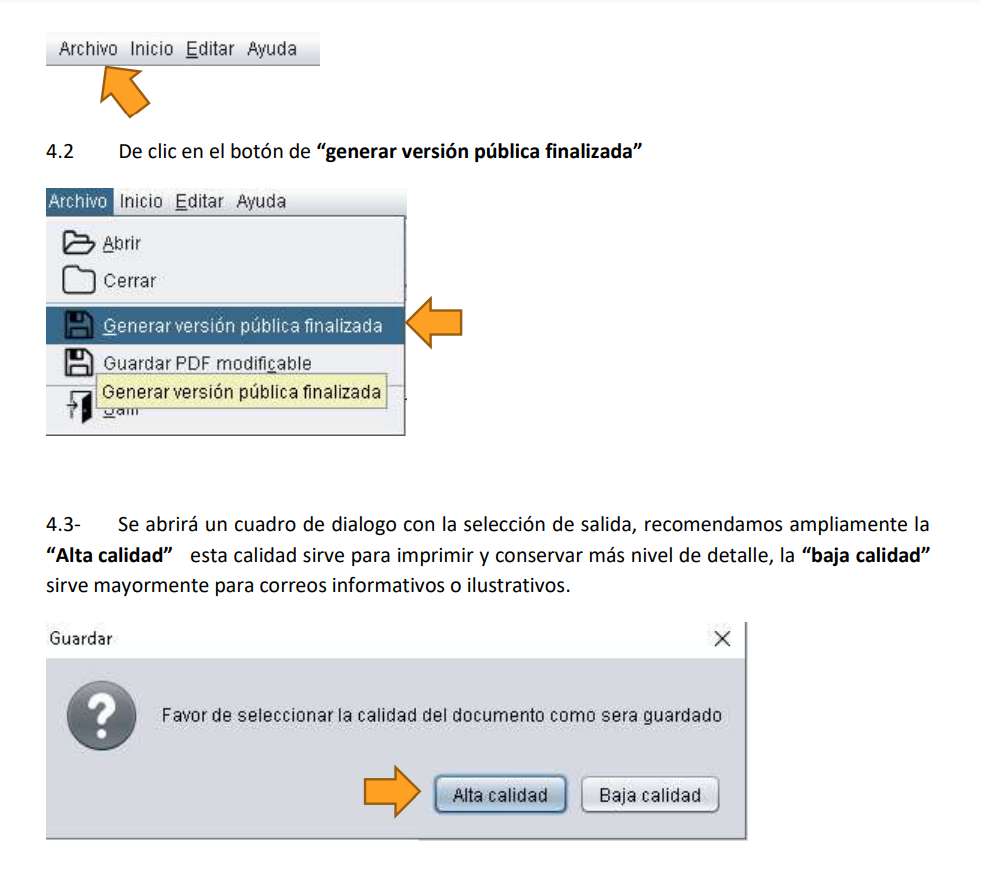 Archivo Inicio Editar Ayuda
4.2 De clic en el botón de “generar versión pública finalizada”
Archivo Inicio Editar Ayuda
Abrir
Cerrar
Generar versión pública finalizada
Guardar PDF modificable
Generar versión pública finalizada
4.3- Se abrirá un cuadro de dialogo con la selección de salida, recomendamos ampliamente la
“Alta calidad” esta calidad sirve para imprimir y conservar más nivel de detalle, la “baja calidad”
sirve mayormente para correos informativos o ilustrativos.
Guardar
Favor de seleccionar la calidad del documento como sera guardado
Alta calidad Baja calidad